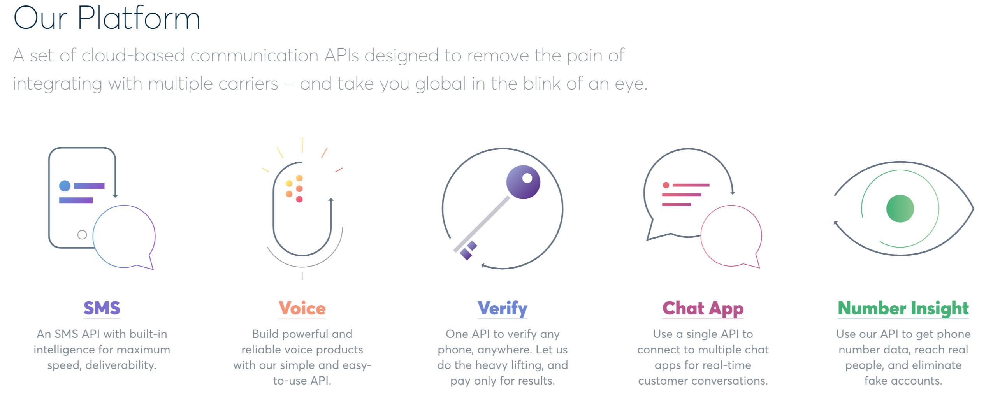 Our Platform
A set of cloud-based communication APIs designed to remove the pain of
integrating with multiple carriers – and take you global in the blink of an eye.
SMS
An SMS API with built-in
intelligence for maximum
speed, deliverability.
Voice
Build powerful and
reliable voice products
with our simple and easy-
to-use API.
Verify
One API to verify any
phone, anywhere. Let us
do the heavy lifting, and
pay only for results.
Chat App
Use a single API to
connect to multiple chat
apps for real-time
customer conversations.
Number Insight
Use our API to get phone
number data, reach real
people, and eliminate
fake accounts.